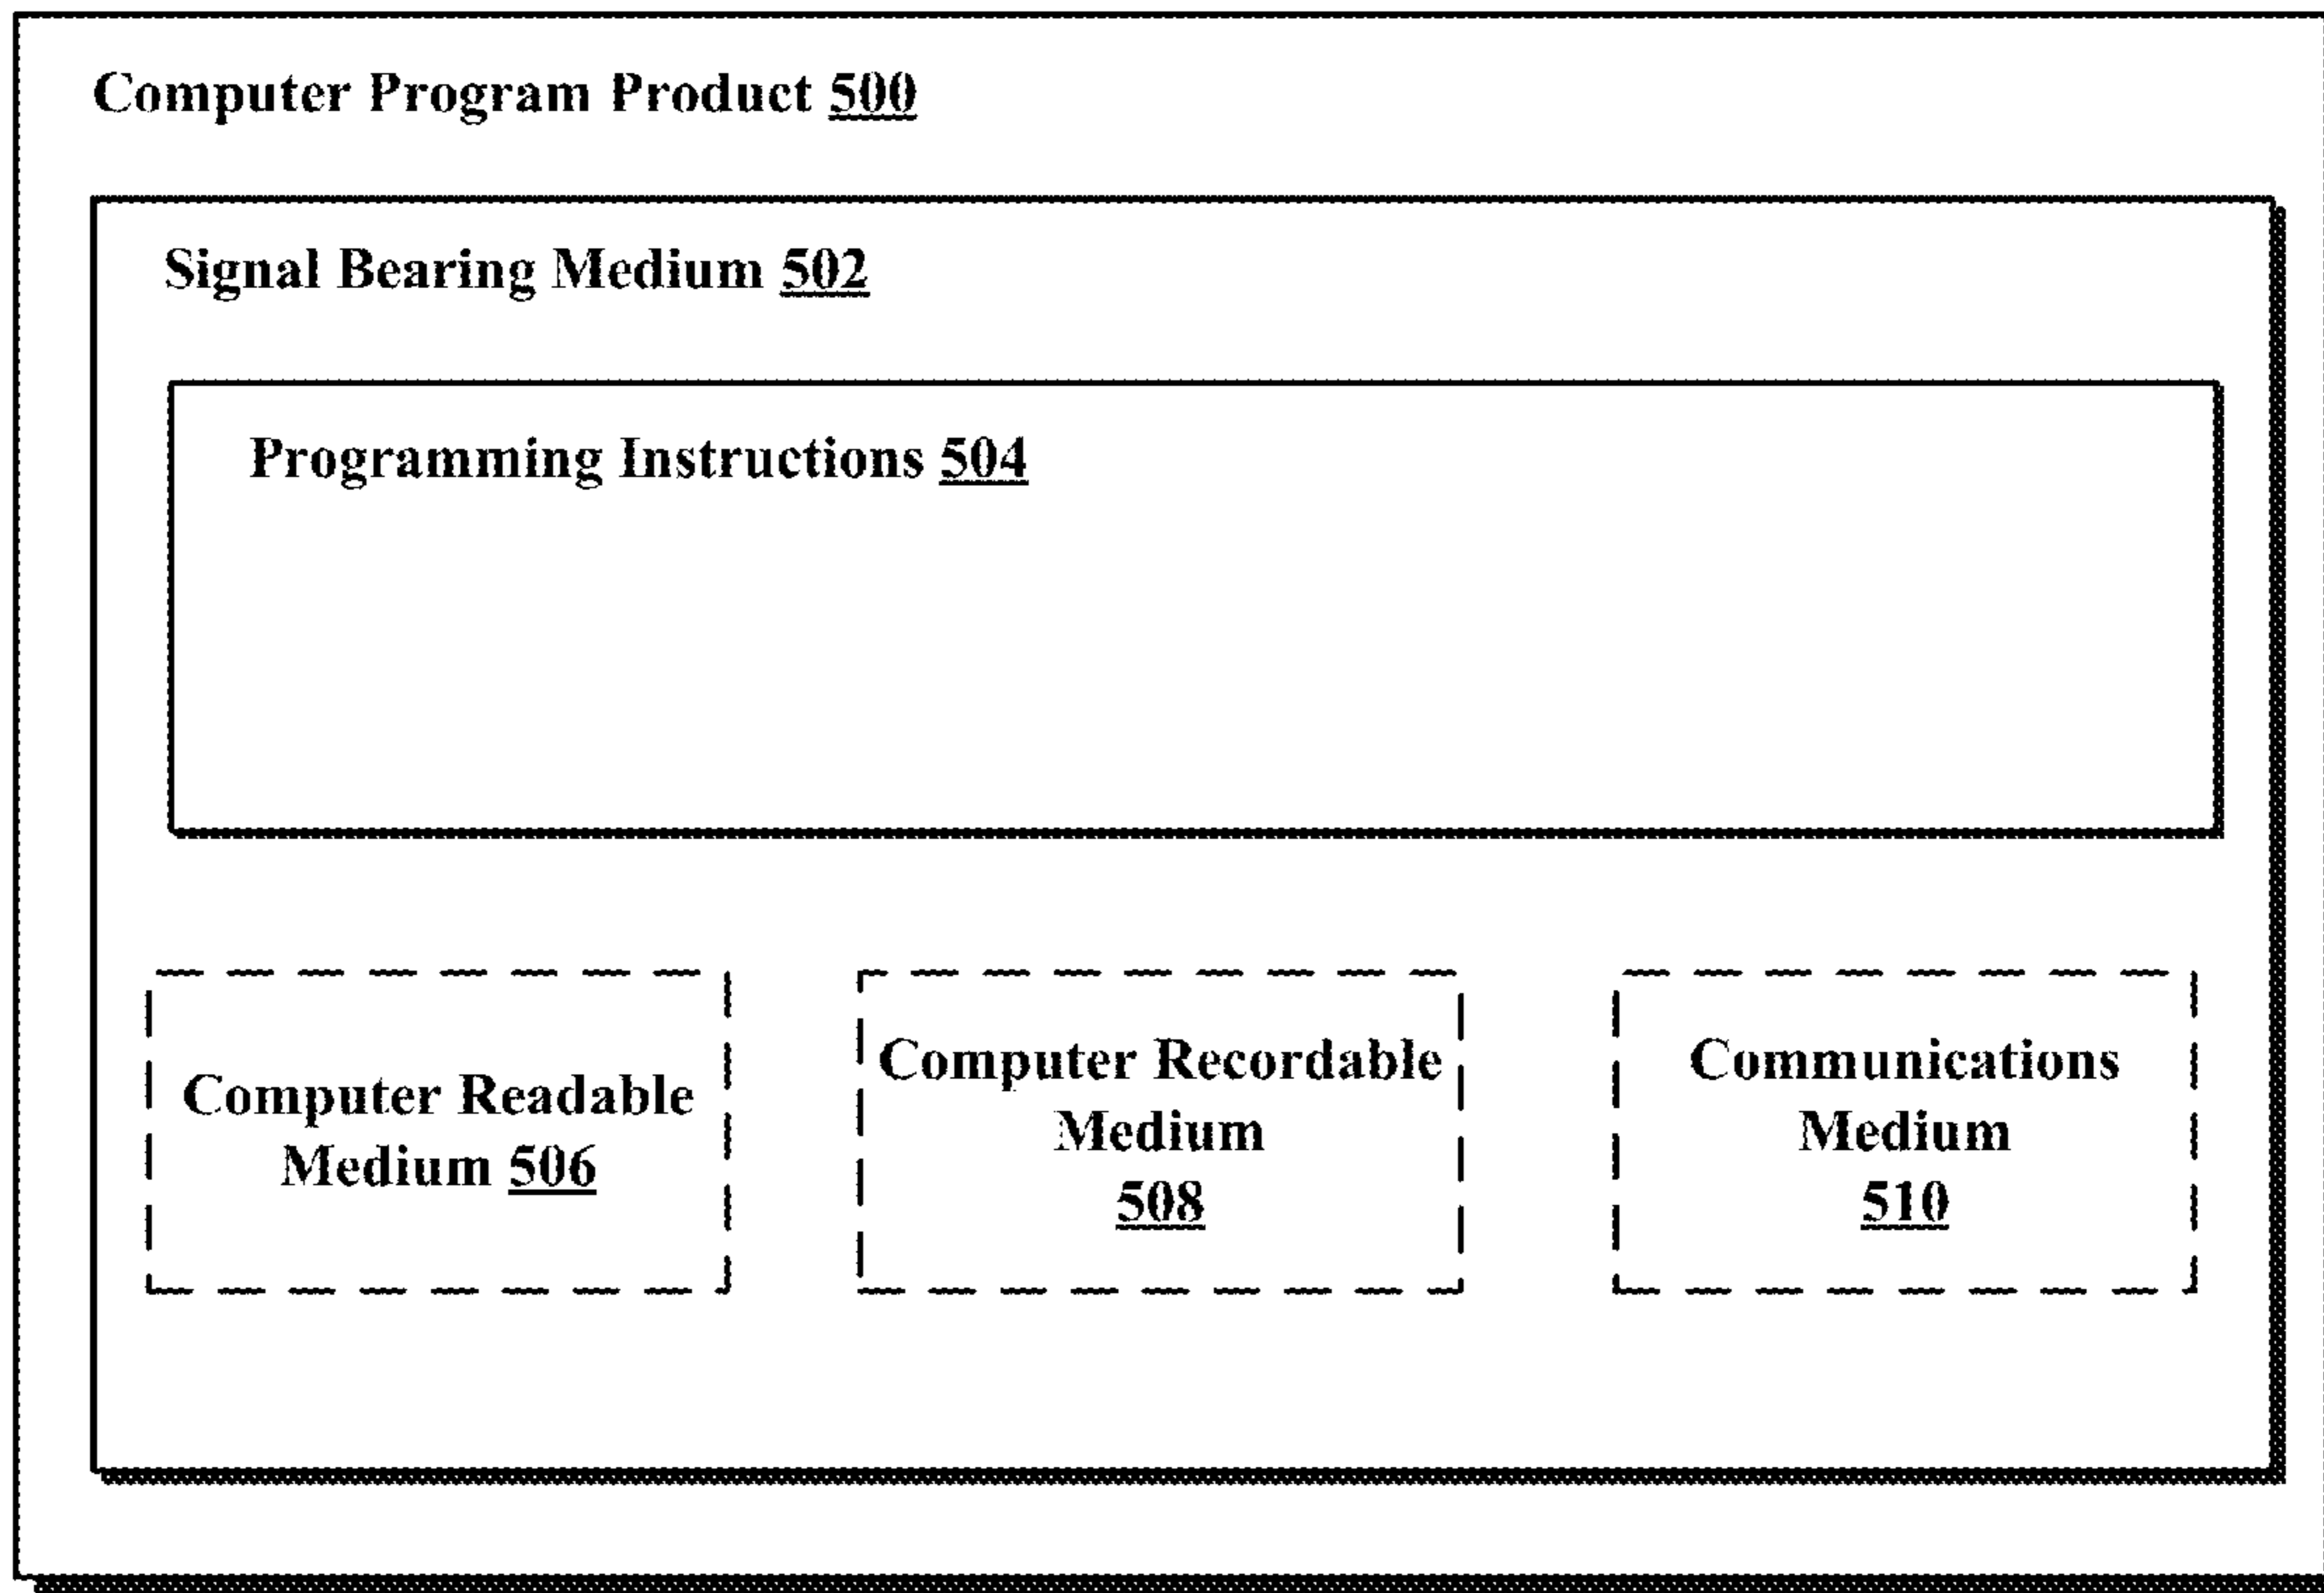 Computer Program Product 500
Signal Bearing Medium 502
Programming Instructions 504
Computer Readable
Medium 506
Computer Recordable
Medium
508
Communications
Medium
510